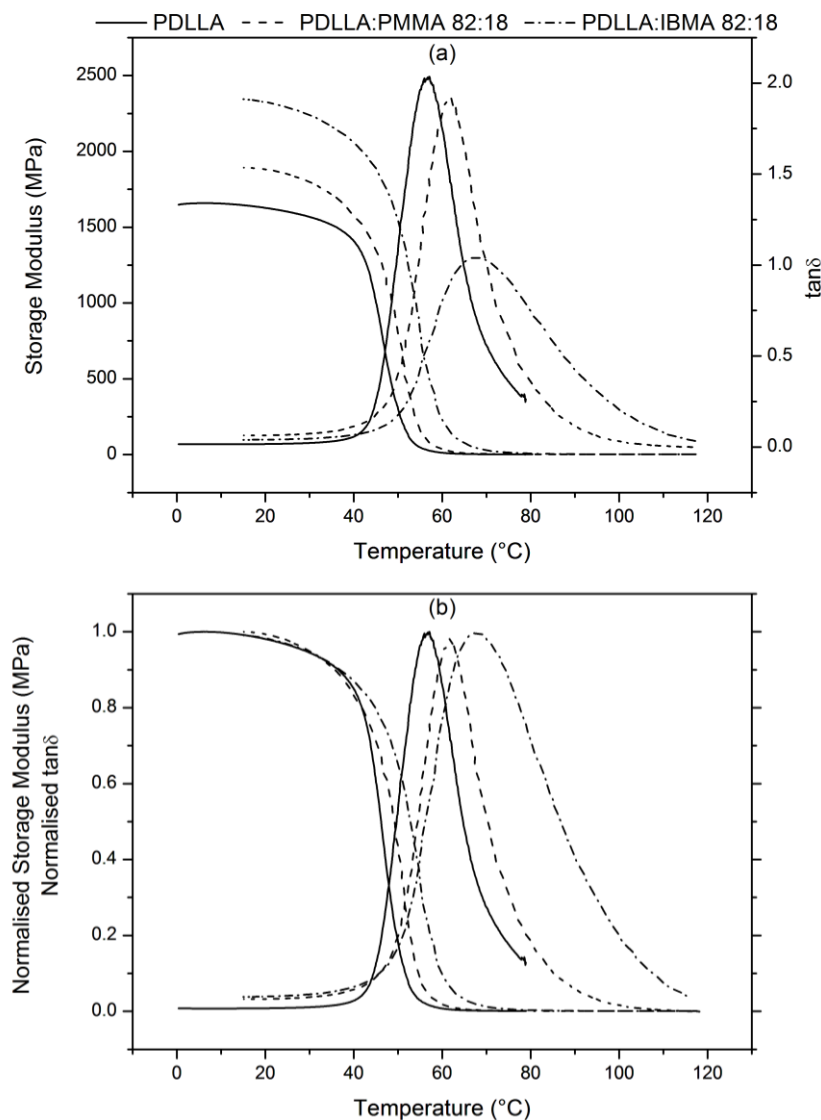 PDLLA PDLLA:PMMA 82:18 PDLLA:IBMA 82:18
(a)
2500
2000
1500
1000
500
0
Storage Modulus (MPa)
2.0
1.5
1.0
0.5
0.0
tanδ
0 20 40 60 80 100 120
Temperature (°C)
(b)
1.0
0.8
0.6
0.4
0.2
0.0
Normalised Storage Modulus (MPa)
Normalised tanδ
0 20 40 60 80 100 120
Temperature (°C)